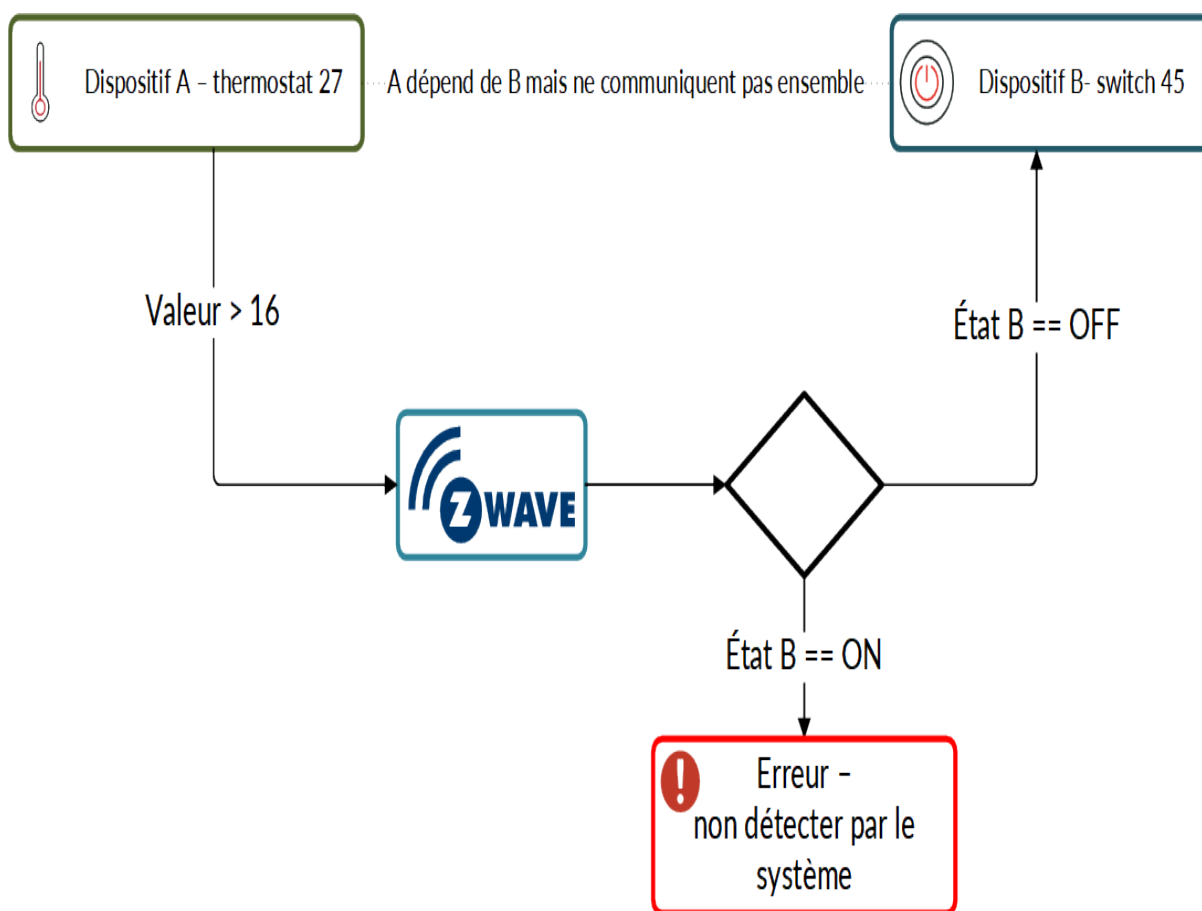 Dispositif A – thermostat 27
A dépend de B mais ne communiquent pas ensemble
Dispositif B- switch 45
Valeur > 16
État B == OFF
Z WAVE
État B == ON
Erreur –
non détecter par le
système